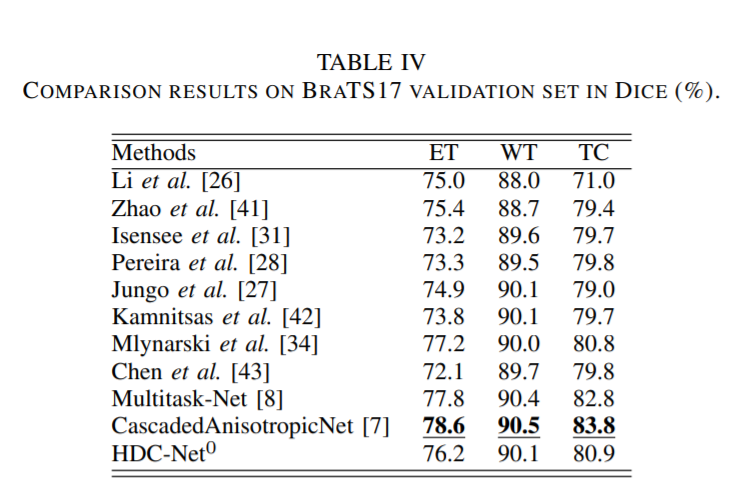 TABLE IV
COMPARISON RESULTS ON BRATS17 VALIDATION SET IN DICE (%).
Methods ET WT TC
Li et al. [26] 75.0 88.0 71.0
Zhao et al. [41] 75.4 88.7 79.4
Isensee et al. [31] 73.2 89.6 79.7
Pereira et al. [28] 73.3 89.5 79.8
Jungo et al. [27] 74.9 90.1 79.0
Kamnitsas et al. [42] 73.8 90.1 79.7
Mlynarski et al. [34] 77.2 90.0 80.8
Chen et al. [43] 72.1 89.7 79.8
Multitask-Net [8] 77.8 90.4 82.8
CascadedAnisotropicNet [7] 78.6 90.5 83.8
HDC-Net⁰ 76.2 90.1 80.9